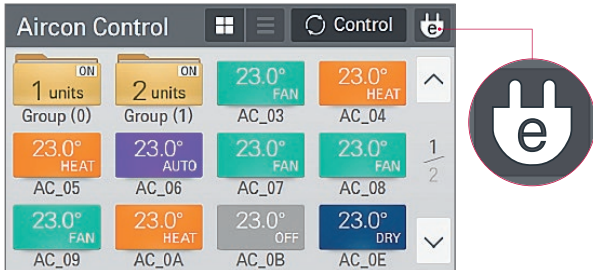 Aircon Control
Control
e
ON
1 units
Group (0)
ON
2 units
Group (1)
23.0°
FAN
AC_03
23.0°
HEAT
AC_04
23.0°
HEAT
AC_05
23.0°
AUTO
AC_06
23.0°
FAN
AC_07
23.0°
FAN
AC_08
1
2
23.0°
FAN
AC_09
23.0°
HEAT
AC_0A
23.0°
OFF
AC_0B
23.0°
DRY
AC_0E
e